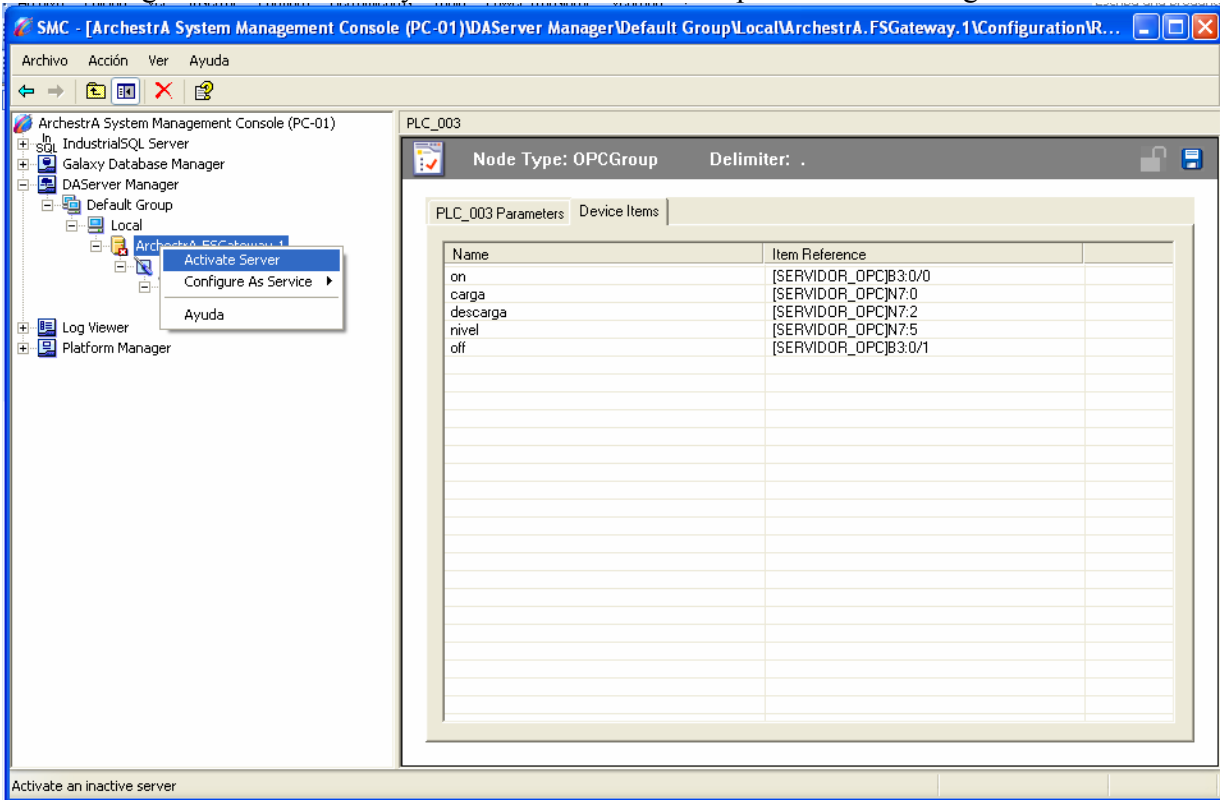 SMC - [ArchestrA System Management Console (PC-01)\DAServer Manager\Default Group\Local\ArchestrA.FSGateway.1\Configuration\R...
Archivo Acción Ver Ayuda
ArchestrA System Management Console (PC-01)
IndustrialSQL Server
Galaxy Database Manager
DAServer Manager
Default Group
Local
ArchestrA.FSGateway.1
Activate Server
Configure As Service
Ayuda
Log Viewer
Platform Manager
PLC_003
Node Type: OPCGroup Delimiter: .
PLC_003 Parameters Device Items
Name Item Reference
on [SERVIDOR_OPC]B3:0/0
carga [SERVIDOR_OPC]N7:0
descarga [SERVIDOR_OPC]N7:2
nivel [SERVIDOR_OPC]N7:5
off [SERVIDOR_OPC]B3:0/1
Activate an inactive server